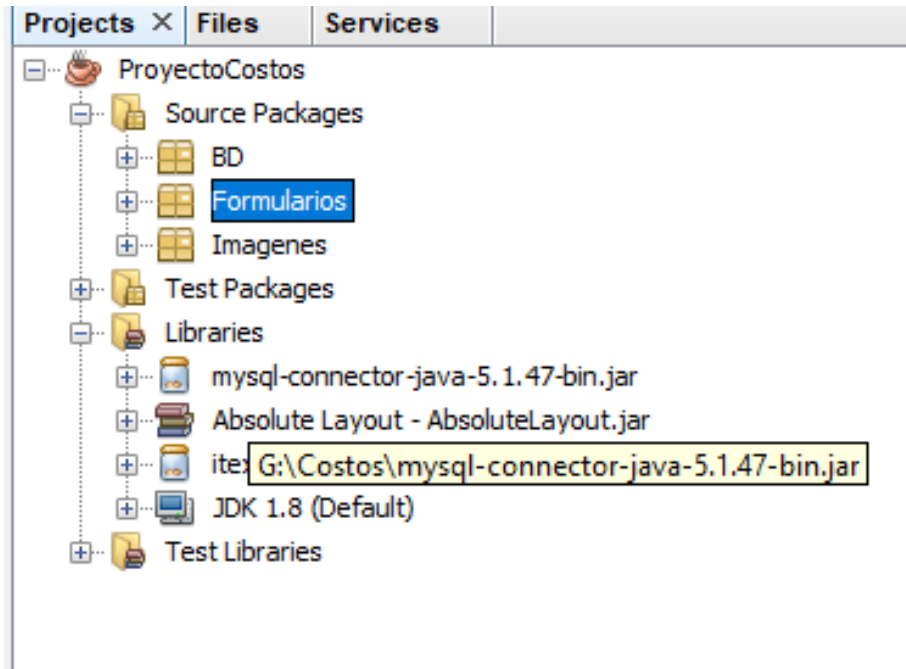 Projects × Files Services
ProyectoCostos
Source Packages
BD
Formularios
Imagenes
Test Packages
Libraries
mysql-connector-java-5.1.47-bin.jar
Absolute Layout - AbsoluteLayout.jar
G:\Costos\mysql-connector-java-5.1.47-bin.jar
JDK 1.8 (Default)
Test Libraries